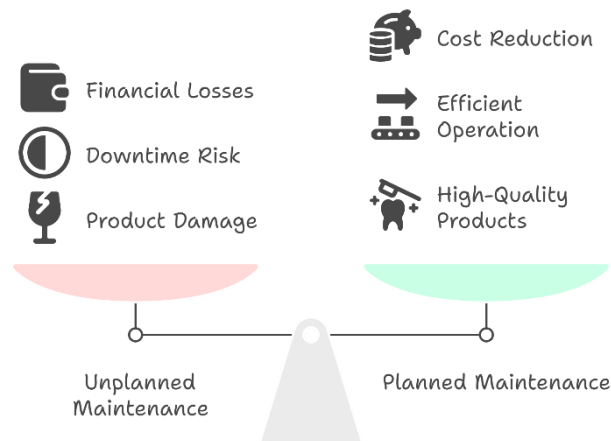 Financial Losses
Downtime Risk
Product Damage
Cost Reduction
Efficient
Operation
High-Quality
Products
Unplanned
Maintenance
Planned Maintenance